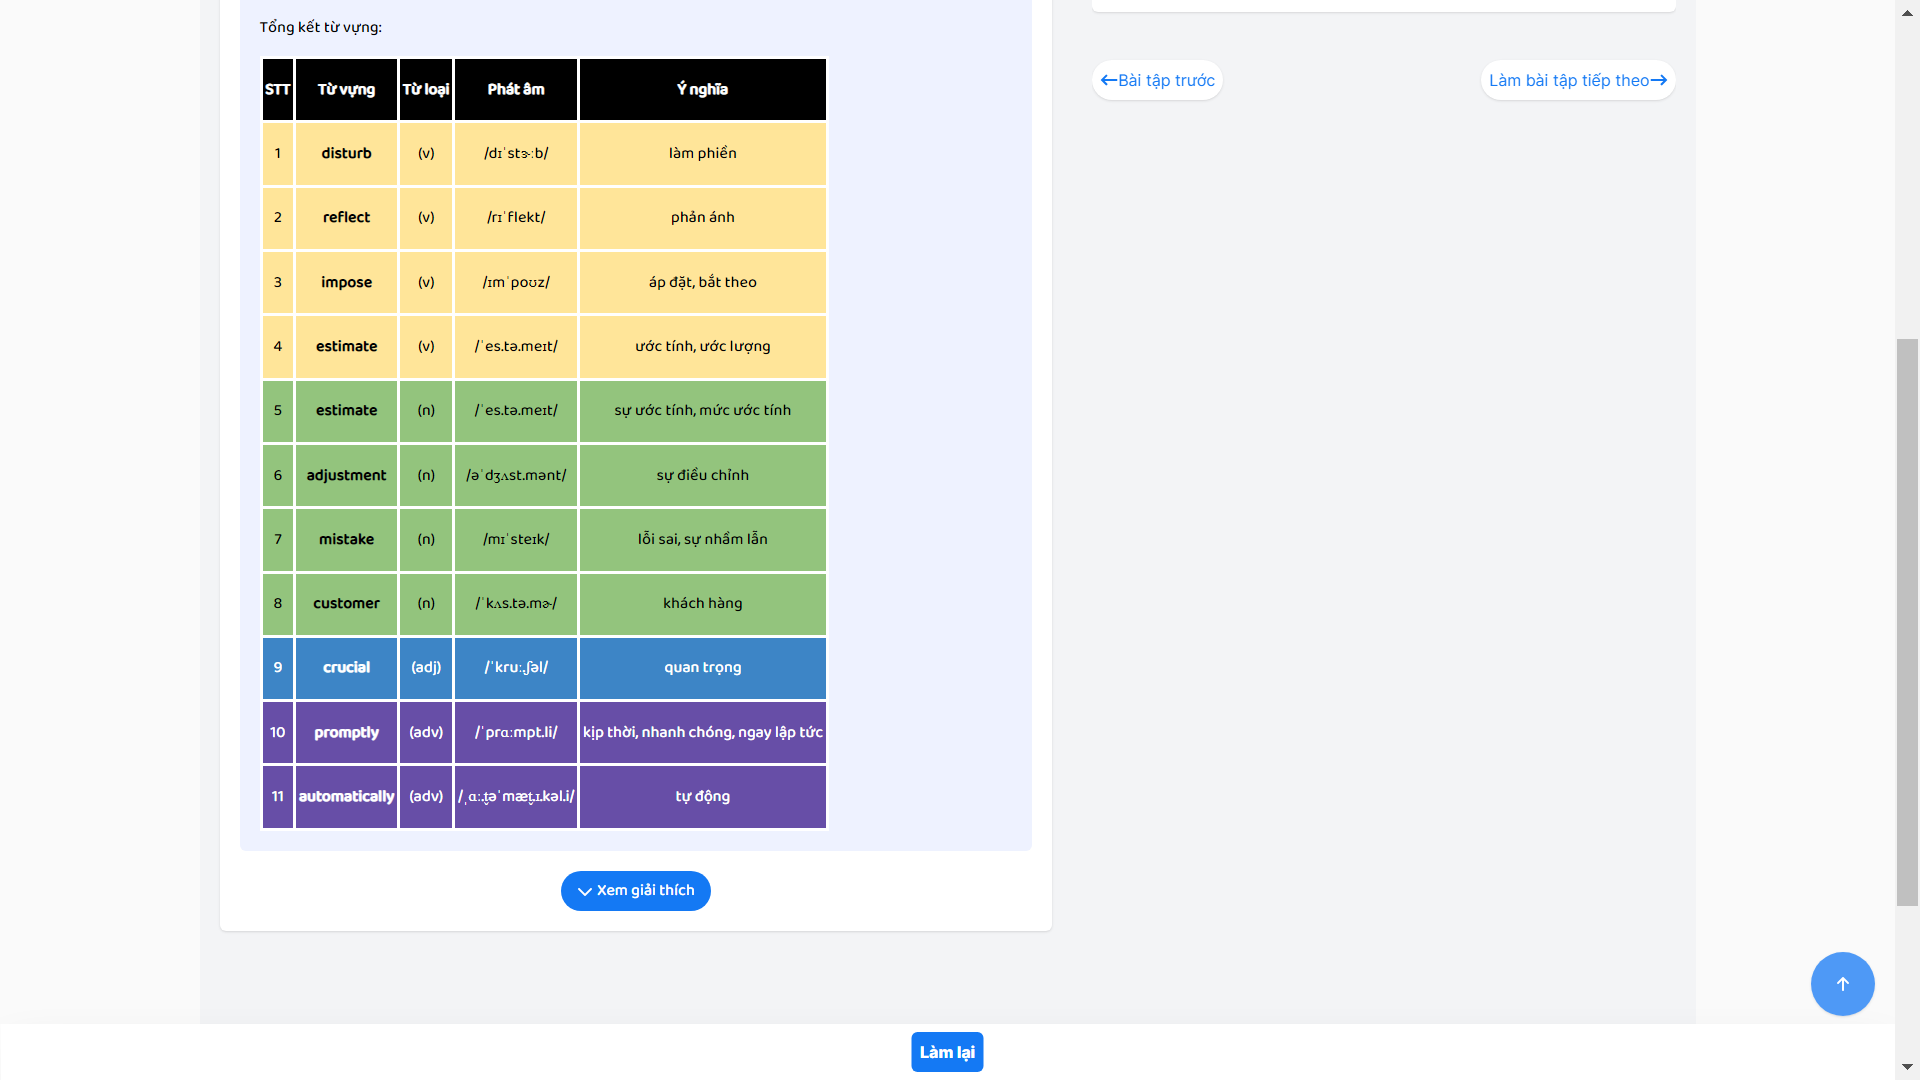 Tổng kết từ vựng:
STT Từ vựng Từ loại Phát âm Ý nghĩa
1 disturb (v) /dɪˈstɝːb/ làm phiền
2 reflect (v) /rɪˈflekt/ phản ánh
3 impose (v) /ɪmˈpoʊz/ áp đặt, bắt theo
4 estimate (v) /ˈes.tə.meɪt/ ước tính, ước lượng
5 estimate (n) /ˈes.tə.meɪt/ sự ước tính, mức ước tính
6 adjustment (n) /əˈdʒʌst.mənt/ sự điều chỉnh
7 mistake (n) /mɪˈsteɪk/ lỗi sai, sự nhầm lẫn
8 customer (n) /ˈkʌs.tə.mɚ/ khách hàng
9 crucial (adj) /ˈkruː.ʃəl/ quan trọng
10 promptly (adv) /ˈprɑːmpt.li/ kịp thời, nhanh chóng, ngay lập tức
11 automatically (adv) /ˌɑː.t̬əˈmæt̬.ɪ.kəl.i/ tự động
Xem giải thích
←Bài tập trước
Làm bài tập tiếp theo→
Làm lại